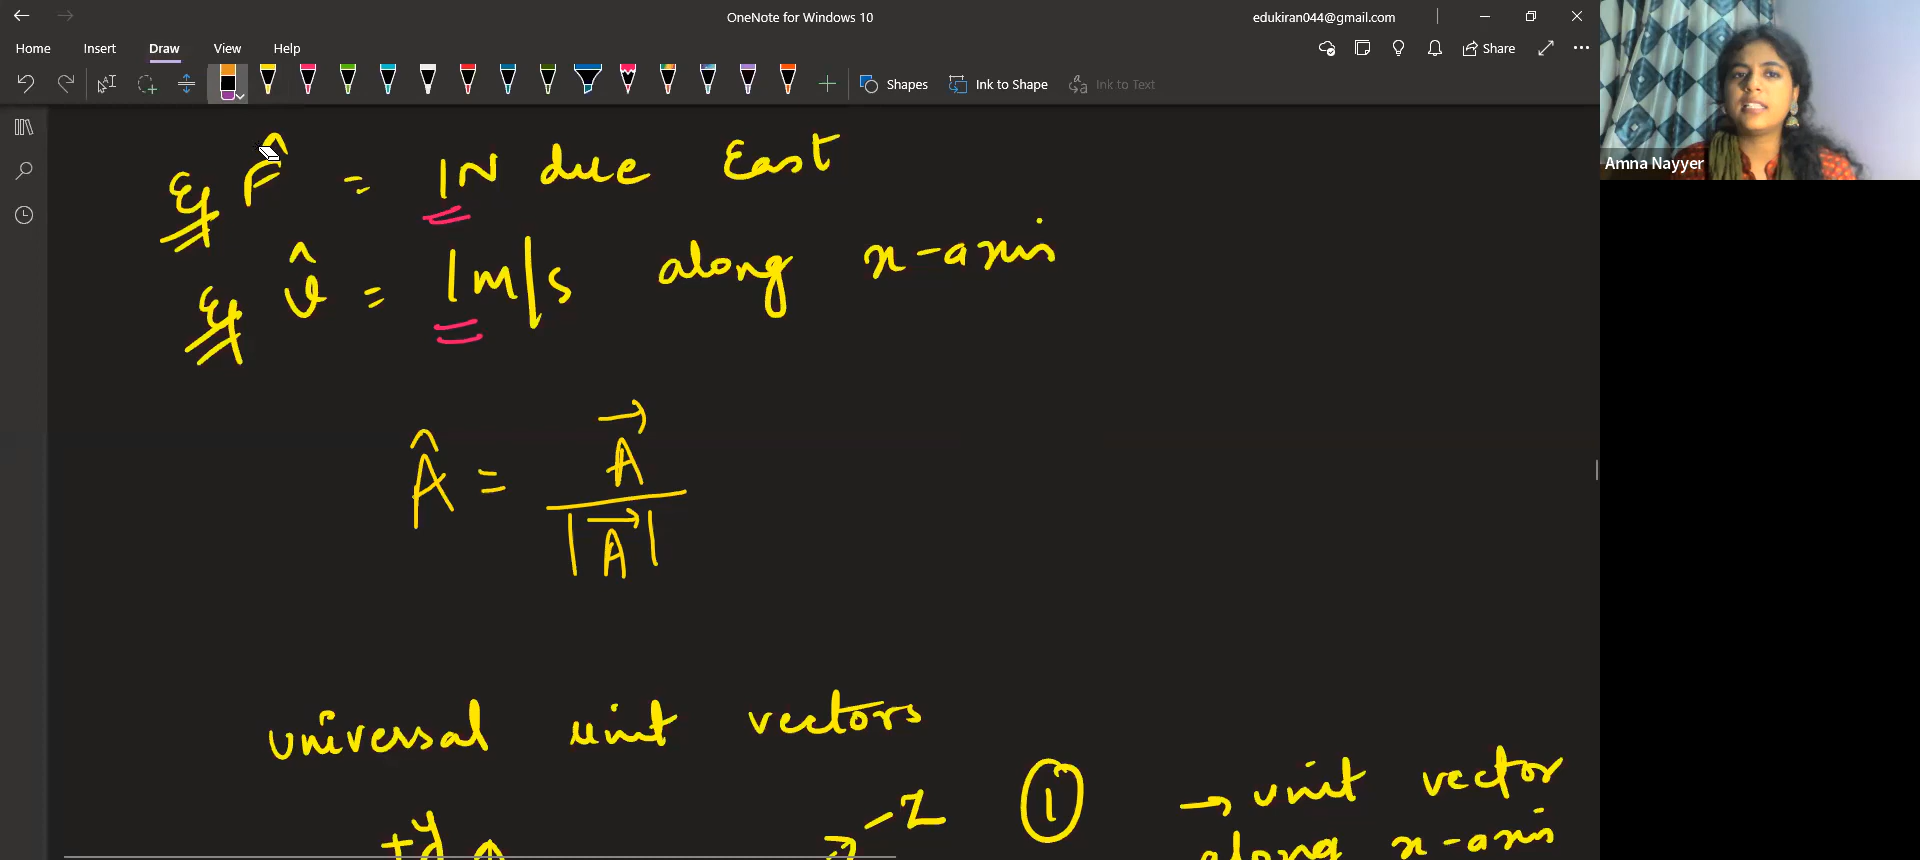 OneNote for Windows 10
edukiran044@gmail.com
Home Insert Draw View Help
Share
Shapes Ink to Shape Ink to Text
Amna Nayyer
eg F̂ = 1N due East
eg v̂ = 1m/s along x-axis
Â = A⃗ / |A⃗|
universal unit vectors
+y
-z
① → unit vector
along x-axis